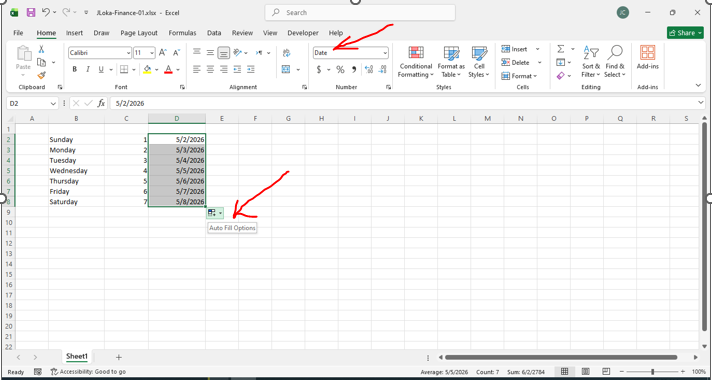 JLoka-Finance-01.xlsx - Excel
Search
JC
File Home Insert Draw Page Layout Formulas Data Page Layout Review View Developer Help
Share
Paste
Calibri 11 A A
B I U A
ab
Date
$ % 9
Conditional Formatting
Format as Table
Cell Styles
Insert
Delete
Format
Sort & Filter
Find & Select
Add-ins
Clipboard Font Alignment Number Styles Cells Editing Add-ins
D2 fx 5/2/2026
A B C D E F G H I J K L M N O P Q R S
1
2 Sunday 1 5/2/2026
3 Monday 2 5/3/2026
4 Tuesday 3 5/4/2026
5 Wednesday 4 5/5/2026
6 Thursday 5 5/6/2026
7 Friday 6 5/7/2026
8 Saturday 7 5/8/2026
9
10 Auto Fill Options
11
12
13
14
15
16
17
18
19
20
21
22
Sheet1
Ready Accessibility: Good to go Average: 5/5/2026 Count: 7 Sum: 6/2/2784 100%